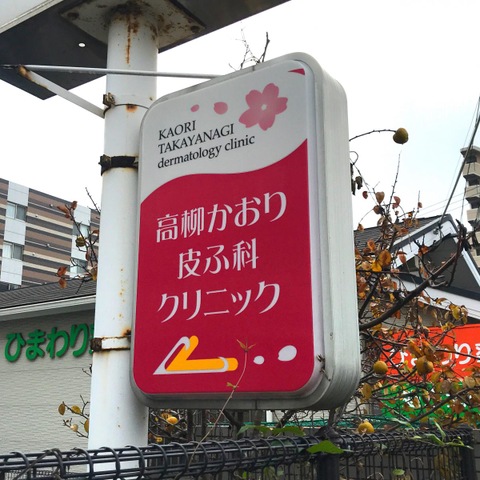 KAORI
TAKAYANAGI
dermatology clinic
高柳かおり
皮ふ科
クリニック
ひまわり